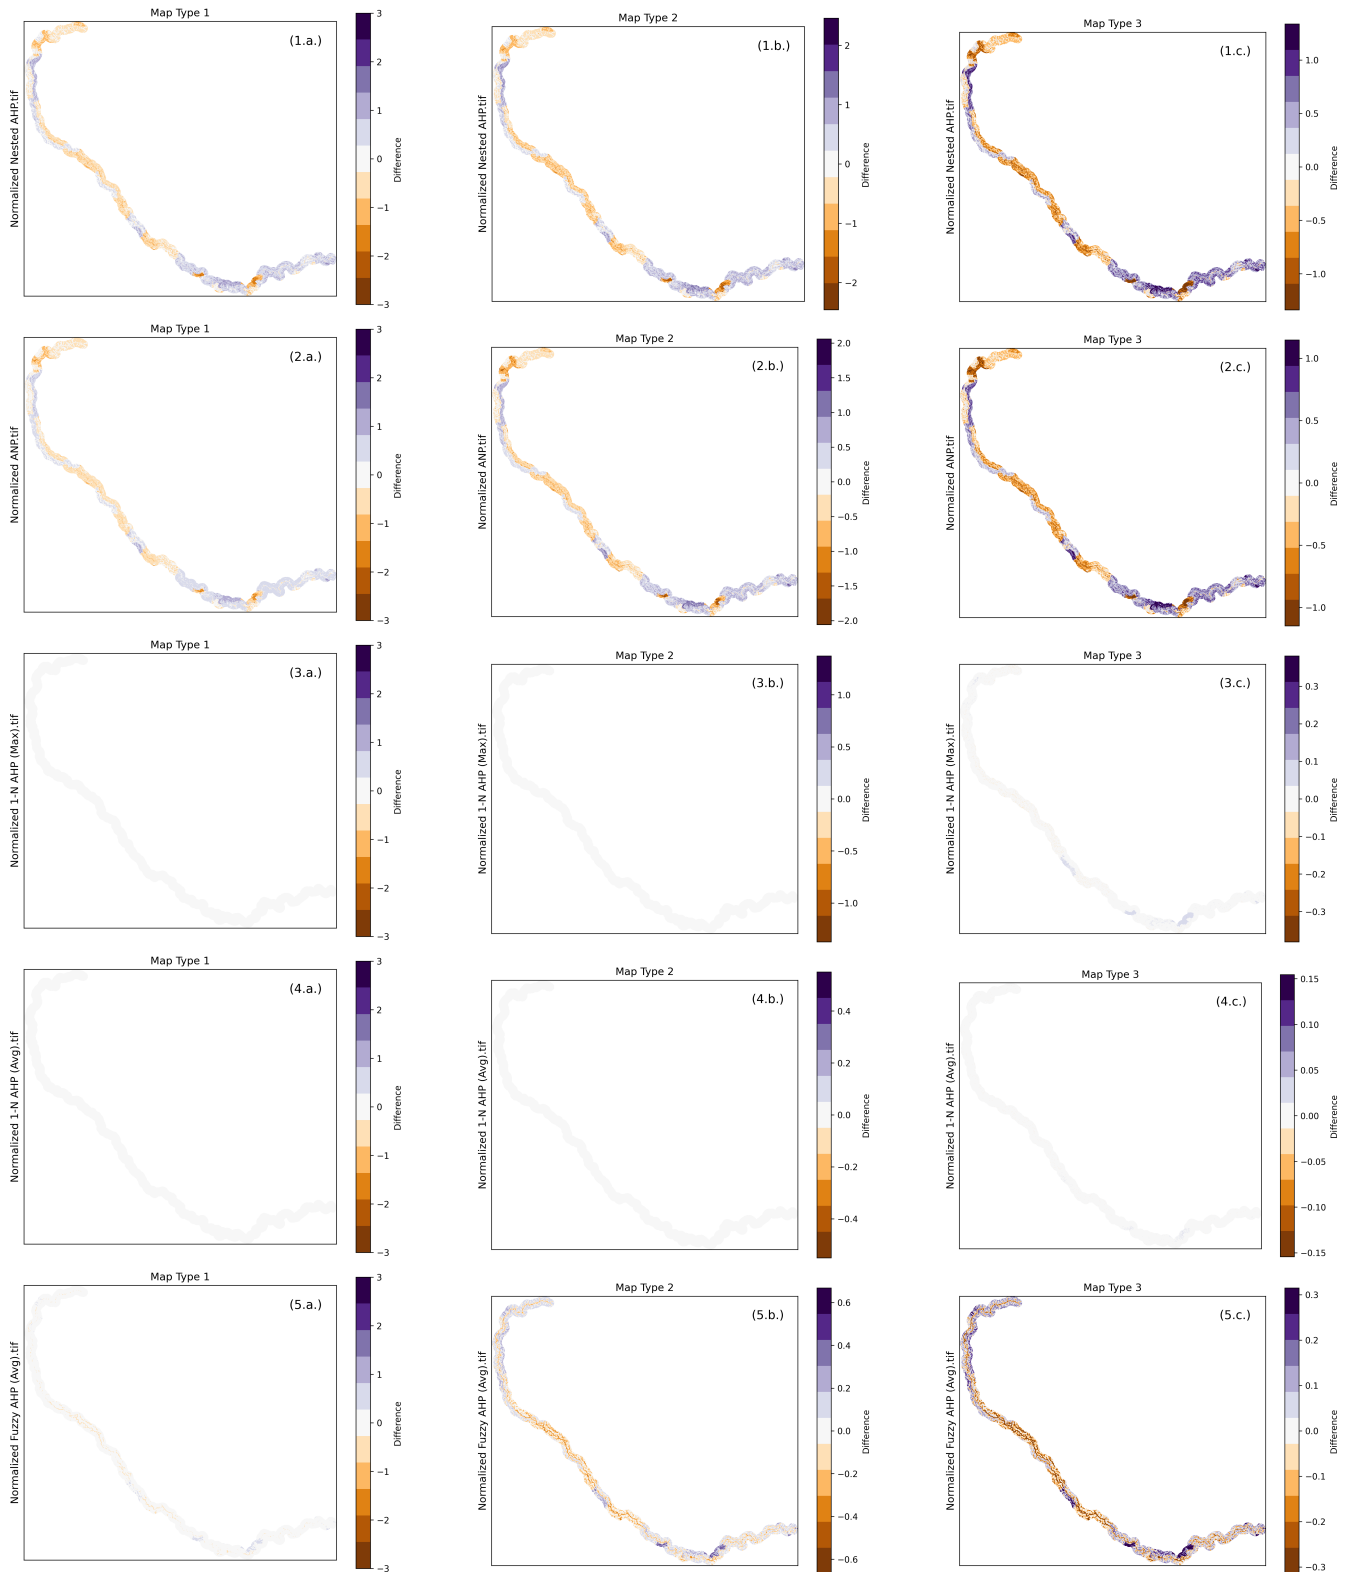 Map Type 1
(1.a.)
Normalized Nested AHP.tif
3
2
1
0
−1
−2
−3
Difference
Map Type 2
(1.b.)
Normalized Nested AHP.tif
2
1
0
−1
−2
Difference
Map Type 3
(1.c.)
Normalized Nested AHP.tif
1.0
0.5
0.0
−0.5
−1.0
Difference
Map Type 1
(2.a.)
Normalized ANP.tif
3
2
1
0
−1
−2
−3
Difference
Map Type 2
(2.b.)
Normalized ANP.tif
2.0
1.5
1.0
0.5
0.0
−0.5
−1.0
−1.5
−2.0
Difference
Map Type 3
(2.c.)
Normalized ANP.tif
1.0
0.5
0.0
−0.5
−1.0
Difference
Map Type 1
(3.a.)
Normalized 1-N AHP (Max).tif
3
2
1
0
−1
−2
−3
Difference
Map Type 2
(3.b.)
Normalized 1-N AHP (Max).tif
1.0
0.5
0.0
−0.5
−1.0
Difference
Map Type 3
(3.c.)
Normalized 1-N AHP (Max).tif
0.3
0.2
0.1
0.0
−0.1
−0.2
−0.3
Difference
Map Type 1
(4.a.)
Normalized 1-N AHP (Avg).tif
3
2
1
0
−1
−2
−3
Difference
Map Type 2
(4.b.)
Normalized 1-N AHP (Avg).tif
0.4
0.2
0.0
−0.2
−0.4
Difference
Map Type 3
(4.c.)
Normalized 1-N AHP (Avg).tif
0.15
0.10
0.05
0.00
−0.05
−0.10
−0.15
Difference
Map Type 1
(5.a.)
Normalized Fuzzy AHP (Avg).tif
3
2
1
0
−1
−2
−3
Difference
Map Type 2
(5.b.)
Normalized Fuzzy AHP (Avg).tif
0.6
0.4
0.2
0.0
−0.2
−0.4
−0.6
Difference
Map Type 3
(5.c.)
Normalized Fuzzy AHP (Avg).tif
0.3
0.2
0.1
0.0
−0.1
−0.2
−0.3
Difference